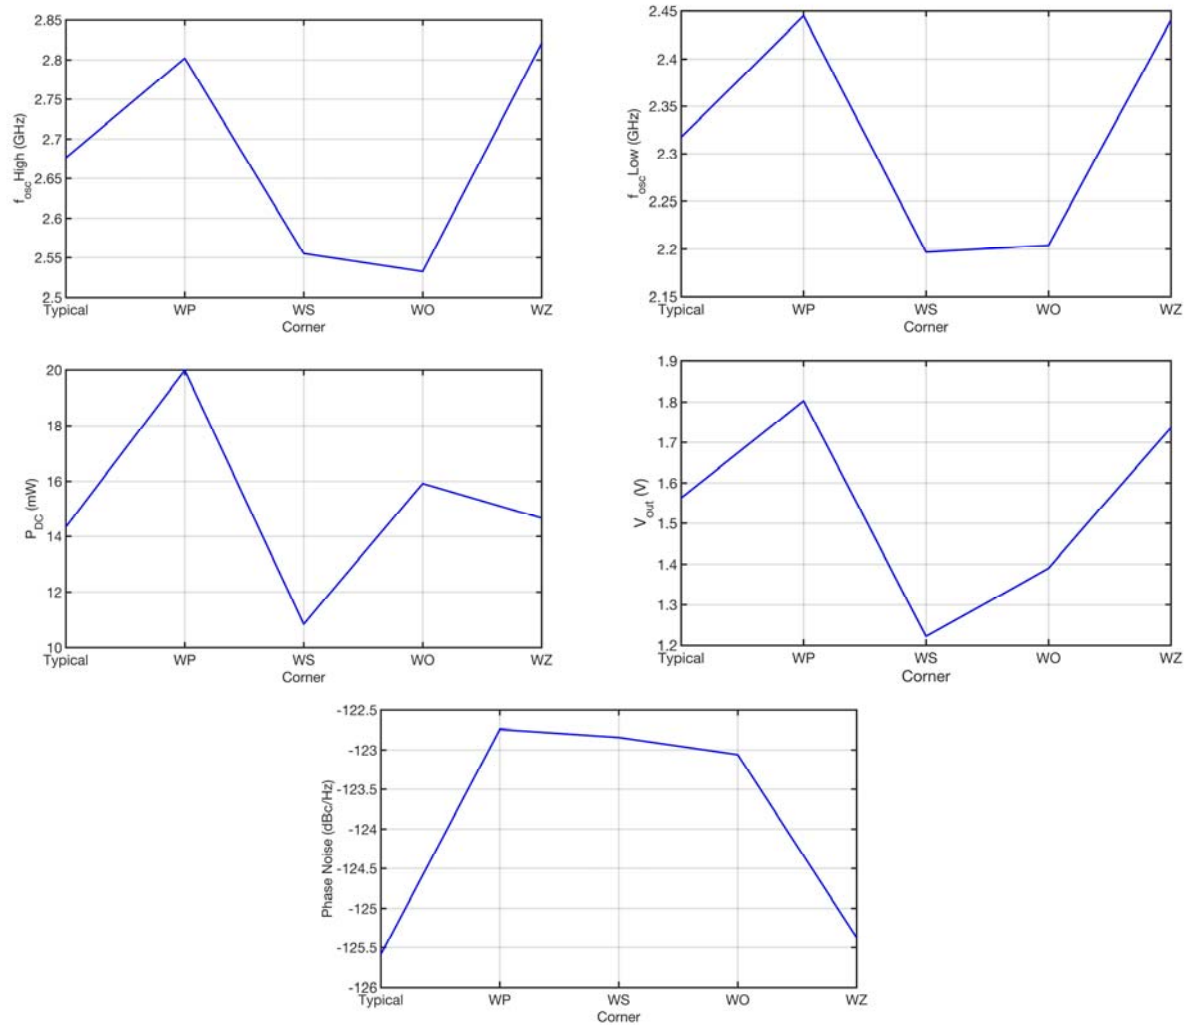 2.85
2.8
2.75
2.7
2.65
2.6
2.55
2.5
f_osc High (GHz)
Typical WP WS WO WZ
Corner
2.45
2.4
2.35
2.3
2.25
2.2
2.15
f_osc Low (GHz)
Typical WP WS WO WZ
Corner
20
18
16
14
12
10
P_DC (mW)
Typical WP WS WO WZ
Corner
1.9
1.8
1.7
1.6
1.5
1.4
1.3
1.2
V_out (V)
Typical WP WS WO WZ
Corner
-122.5
-123
-123.5
-124
-124.5
-125
-125.5
-126
Phase Noise (dBc/Hz)
Typical WP WS WO WZ
Corner